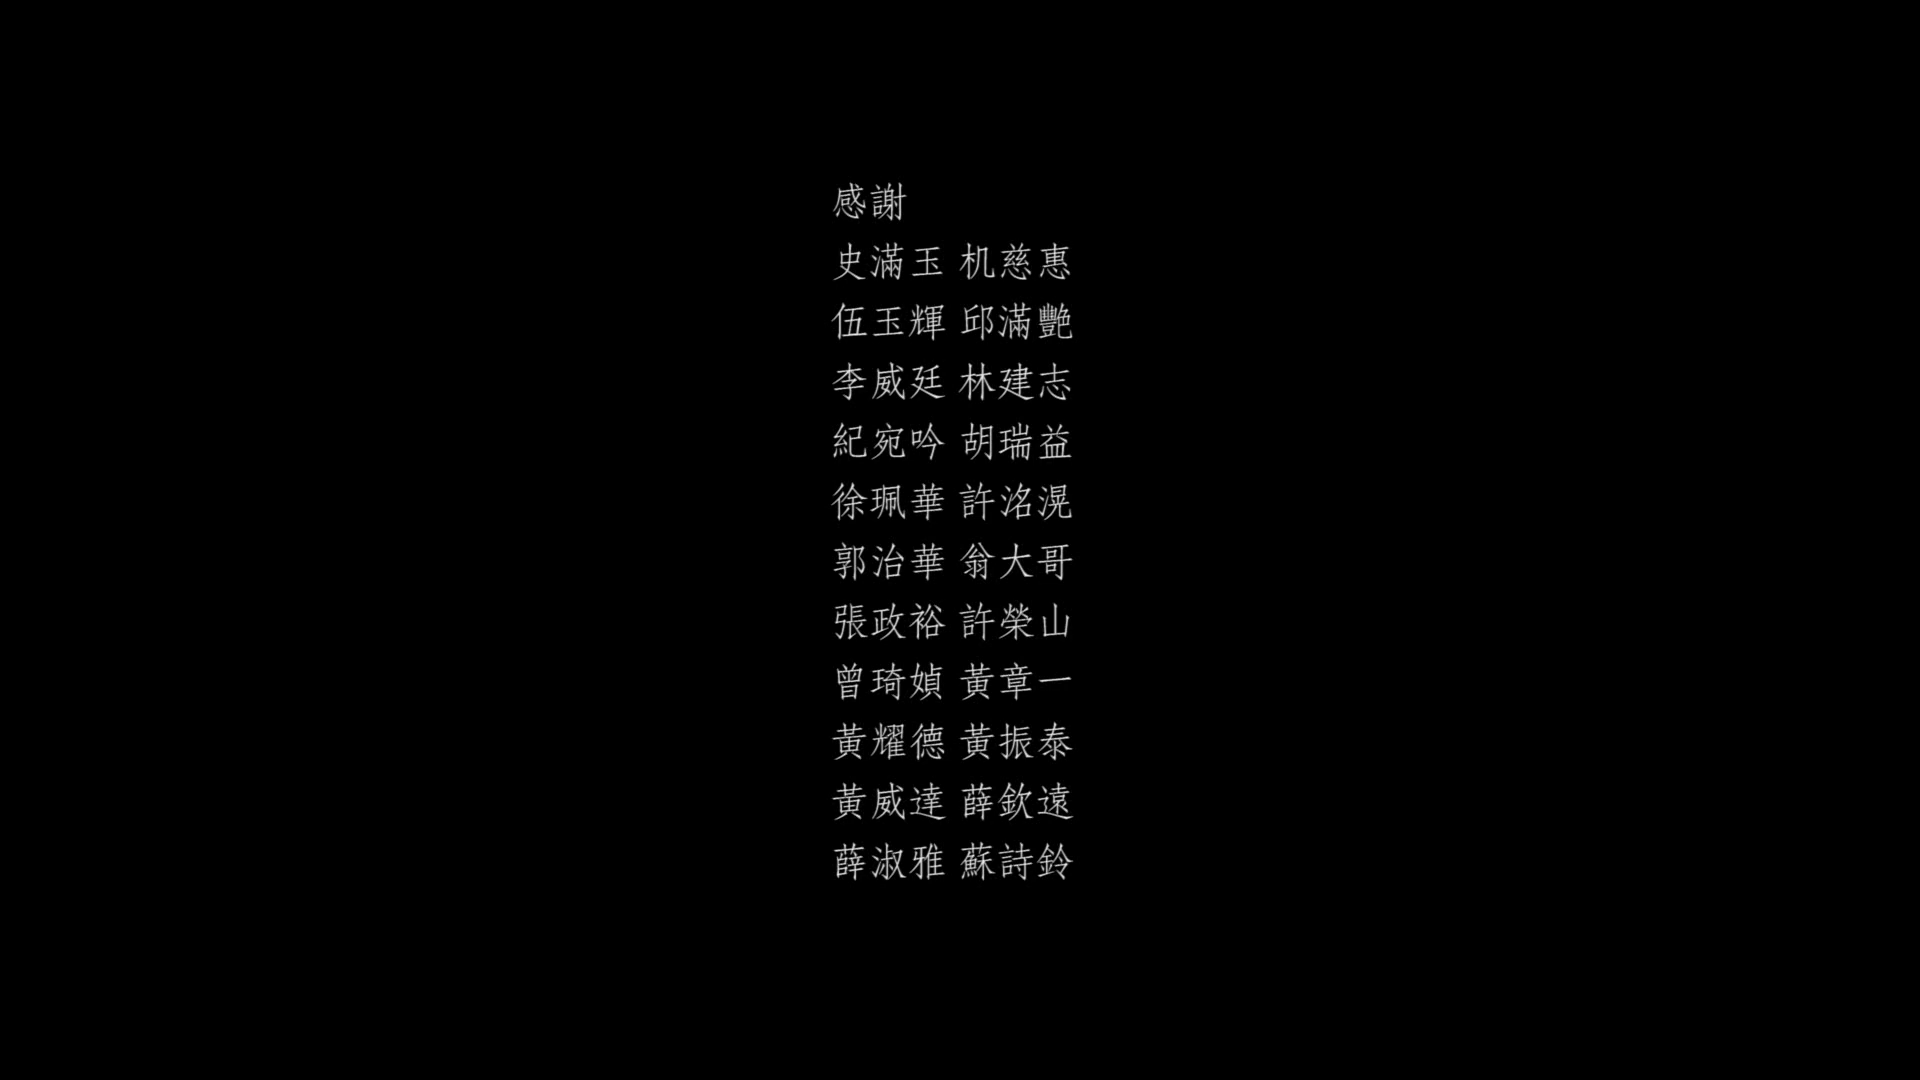 感謝
史滿玉 机慈惠
伍玉輝 邱滿艷
李威廷 林建志
紀宛吟 胡瑞益
徐珮華 許洺滉
郭治華 翁大哥
張政裕 許榮山
曾琦媜 黃章一
黃耀德 黃振泰
黃威達 薛欽遠
薛淑雅 蘇詩鈴